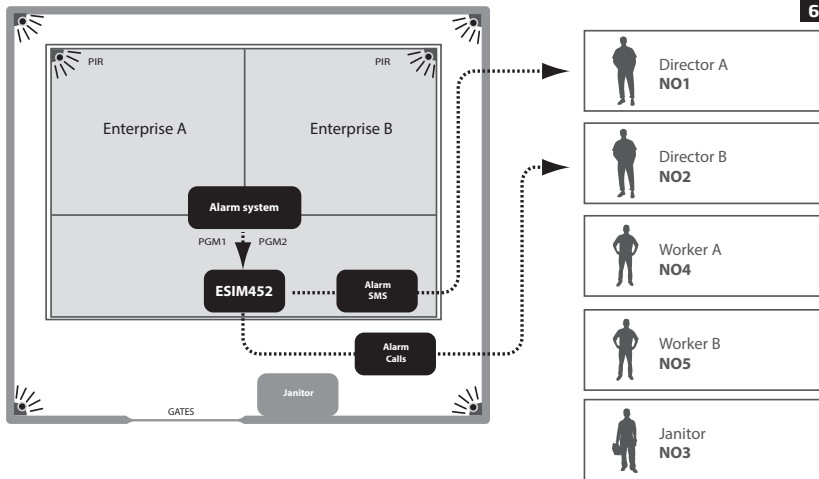 6
PIR
PIR
Enterprise A
Enterprise B
Alarm system
PGM1
PGM2
ESIM452
Alarm
SMS
Alarm
Calls
Janitor
GATES
Director A
NO1
Director B
NO2
Worker A
NO4
Worker B
NO5
Janitor
NO3